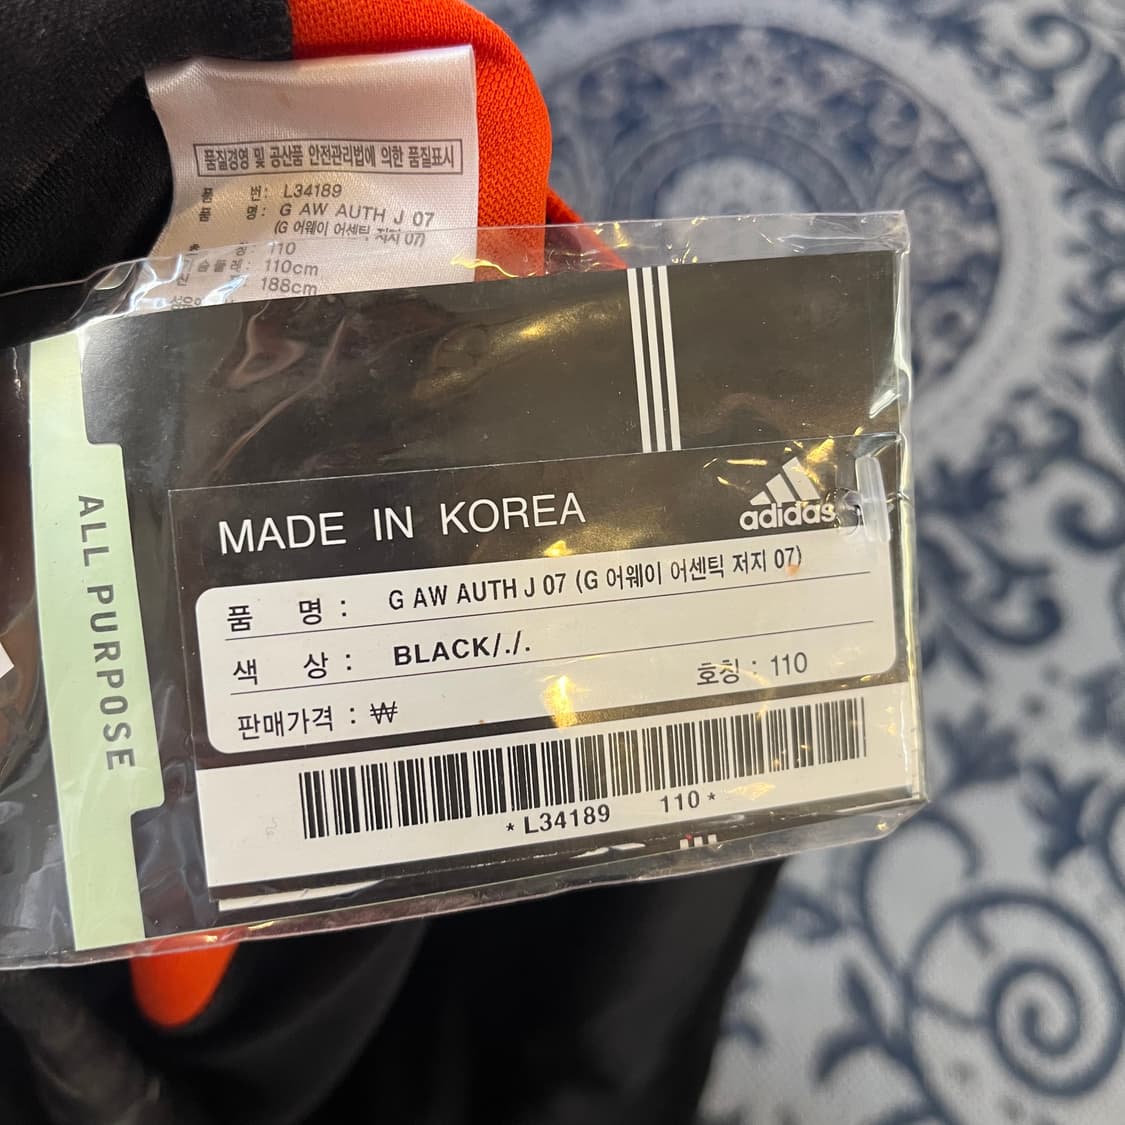 품질경영 및 공산품 안전관리법에 의한 품질표시
품 번: L34189
품 명: G AW AUTH J 07
(G 어웨이 어센틱 저지 07)
110
110cm
188cm
ALL PURPOSE
MADE IN KOREA
adidas
품 명 : G AW AUTH J 07 (G 어웨이 어센틱 저지 07)
색 상 : BLACK/./.
판매가격 : ₩ 호칭 : 110
* L34189 110 *